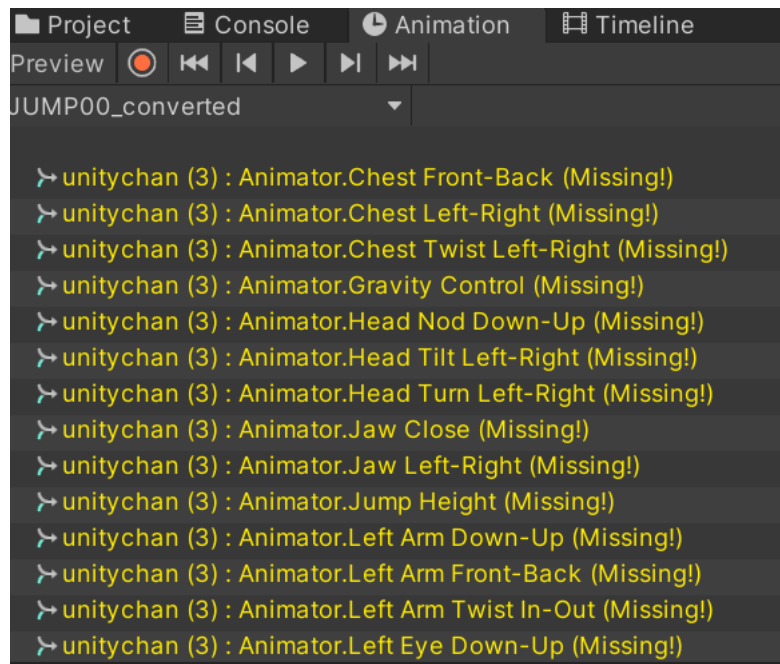 Project Console Animation Timeline
Preview
JUMP00_converted
unitychan (3) : Animator.Chest Front-Back (Missing!)
unitychan (3) : Animator.Chest Left-Right (Missing!)
unitychan (3) : Animator.Chest Twist Left-Right (Missing!)
unitychan (3) : Animator.Gravity Control (Missing!)
unitychan (3) : Animator.Head Nod Down-Up (Missing!)
unitychan (3) : Animator.Head Tilt Left-Right (Missing!)
unitychan (3) : Animator.Head Turn Left-Right (Missing!)
unitychan (3) : Animator.Jaw Close (Missing!)
unitychan (3) : Animator.Jaw Left-Right (Missing!)
unitychan (3) : Animator.Jump Height (Missing!)
unitychan (3) : Animator.Left Arm Down-Up (Missing!)
unitychan (3) : Animator.Left Arm Front-Back (Missing!)
unitychan (3) : Animator.Left Arm Twist In-Out (Missing!)
unitychan (3) : Animator.Left Eye Down-Up (Missing!)